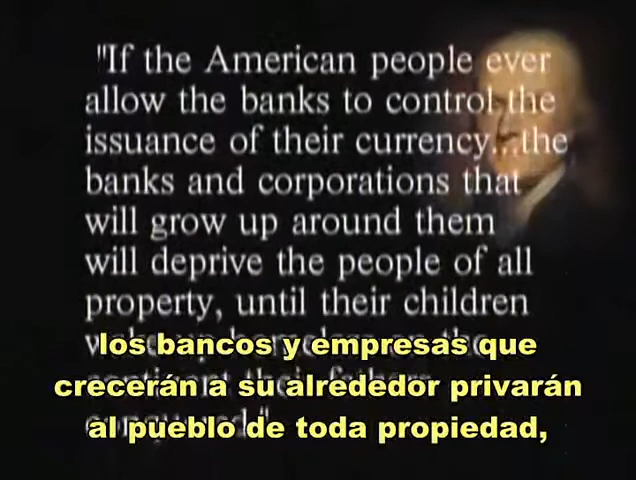 "If the American people ever
allow the banks to control the
issuance of their currency...the
banks and corporations that
will grow up around them
will deprive the people of all
property, until their children
los bancos y empresas que
crecerán a su alrededor privarán
al pueblo de toda propiedad,